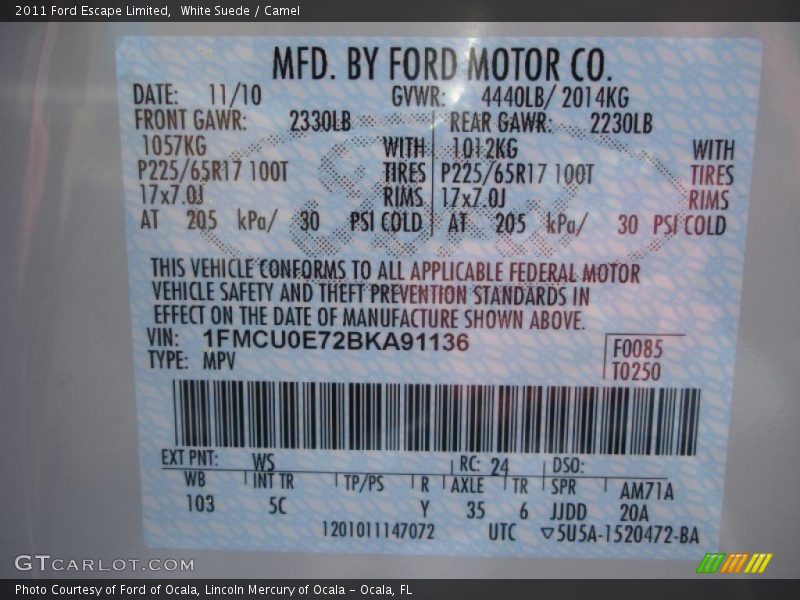 2011 Ford Escape Limited,  White Suede / Camel
MFD. BY FORD MOTOR CO.
DATE: 11/10 GVWR: 4440LB/ 2014KG
FRONT GAWR: 2330LB REAR GAWR: 2230LB
1057KG WITH 1012KG WITH
P225/65R17 100T TIRES P225/65R17 100T TIRES
17x7.0J RIMS 17x7.0J RIMS
AT 205 kPa/ 30 PSI COLD AT 205 kPa/ 30 PSI COLD
THIS VEHICLE CONFORMS TO ALL APPLICABLE FEDERAL MOTOR
VEHICLE SAFETY AND THEFT PREVENTION STANDARDS IN
EFFECT ON THE DATE OF MANUFACTURE SHOWN ABOVE.
VIN: 1FMCU0E72BKA91136 F0085
TYPE: MPV T0250
EXT PNT: WS RC: 24 DSO:
WB INT TR TP/PS R AXLE TR SPR AM71A
103 5C Y 35 6 JJDD 20A
1201011147072 UTC ▽5U5A-1520472-BA
GTCARLOT.COM
Photo Courtesy of Ford of Ocala, Lincoln Mercury of Ocala – Ocala, FL